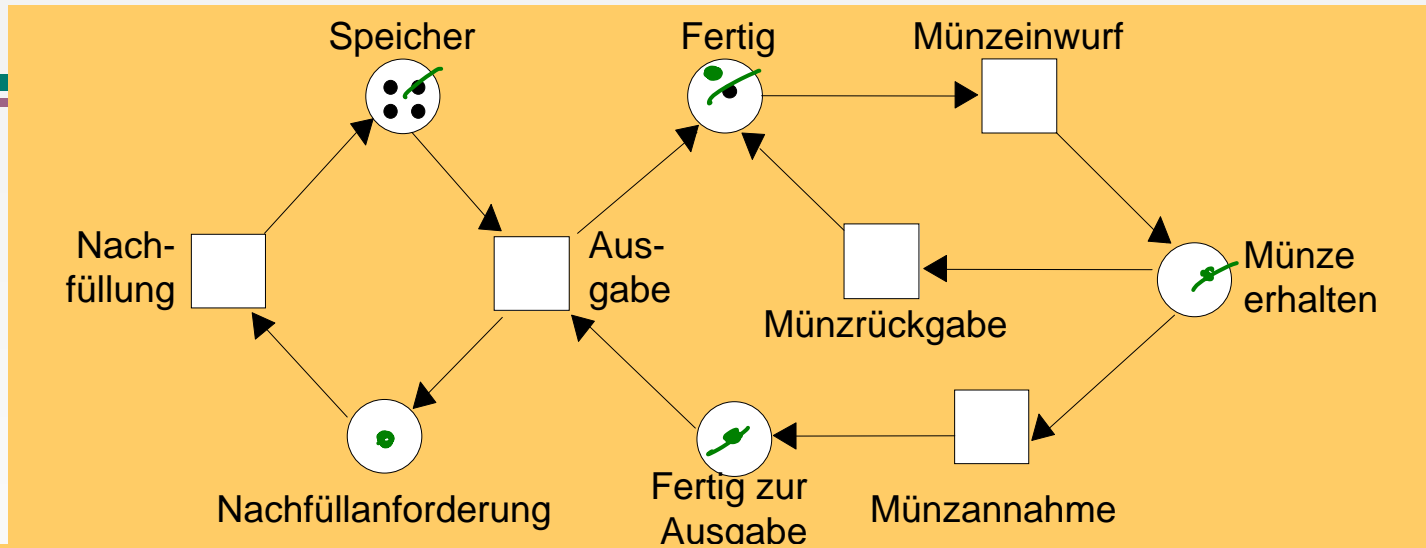 Speicher
Fertig
Münzeinwurf
Nach-
füllung
Aus-
gabe
Münzrückgabe
Münze
erhalten
Nachfüllanforderung
Fertig zur
Ausgabe
Münzannahme